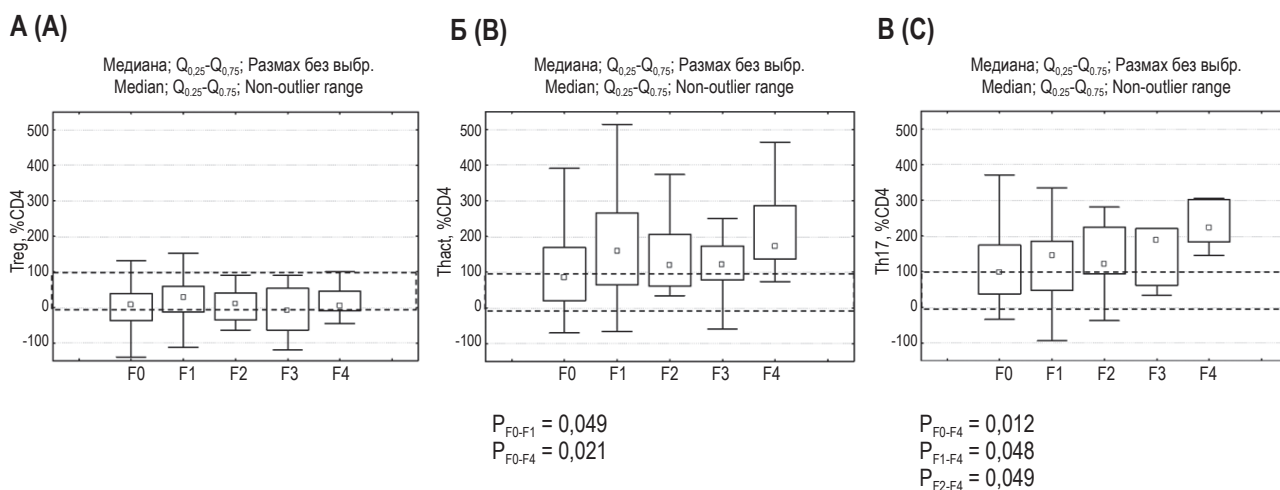 А (A)
Медиана; Q0,25-Q0,75; Размах без выбр.
Median; Q0.25-Q0.75; Non-outlier range
Treg, %CD4
500
400
300
200
100
0
-100
F0 F1 F2 F3 F4
Б (B)
Медиана; Q0,25-Q0,75; Размах без выбр.
Median; Q0.25-Q0.75; Non-outlier range
Thact, %CD4
500
400
300
200
100
0
-100
F0 F1 F2 F3 F4
PF0-F1 = 0,049
PF0-F4 = 0,021
В (C)
Медиана; Q0,25-Q0,75; Размах без выбр.
Median; Q0.25-Q0.75; Non-outlier range
Th17, %CD4
500
400
300
200
100
0
-100
F0 F1 F2 F3 F4
PF0-F4 = 0,012
PF1-F4 = 0,048
PF2-F4 = 0,049